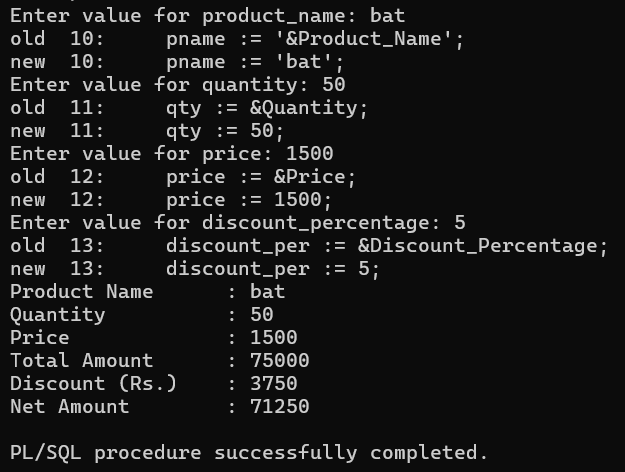 Enter value for product_name: bat
old  10:     pname := '&Product_Name';
new  10:     pname := 'bat';
Enter value for quantity: 50
old  11:     qty := &Quantity;
new  11:     qty := 50;
Enter value for price: 1500
old  12:     price := &Price;
new  12:     price := 1500;
Enter value for discount_percentage: 5
old  13:     discount_per := &Discount_Percentage;
new  13:     discount_per := 5;
Product Name      : bat
Quantity          : 50
Price             : 1500
Total Amount      : 75000
Discount (Rs.)    : 3750
Net Amount        : 71250

PL/SQL procedure successfully completed.